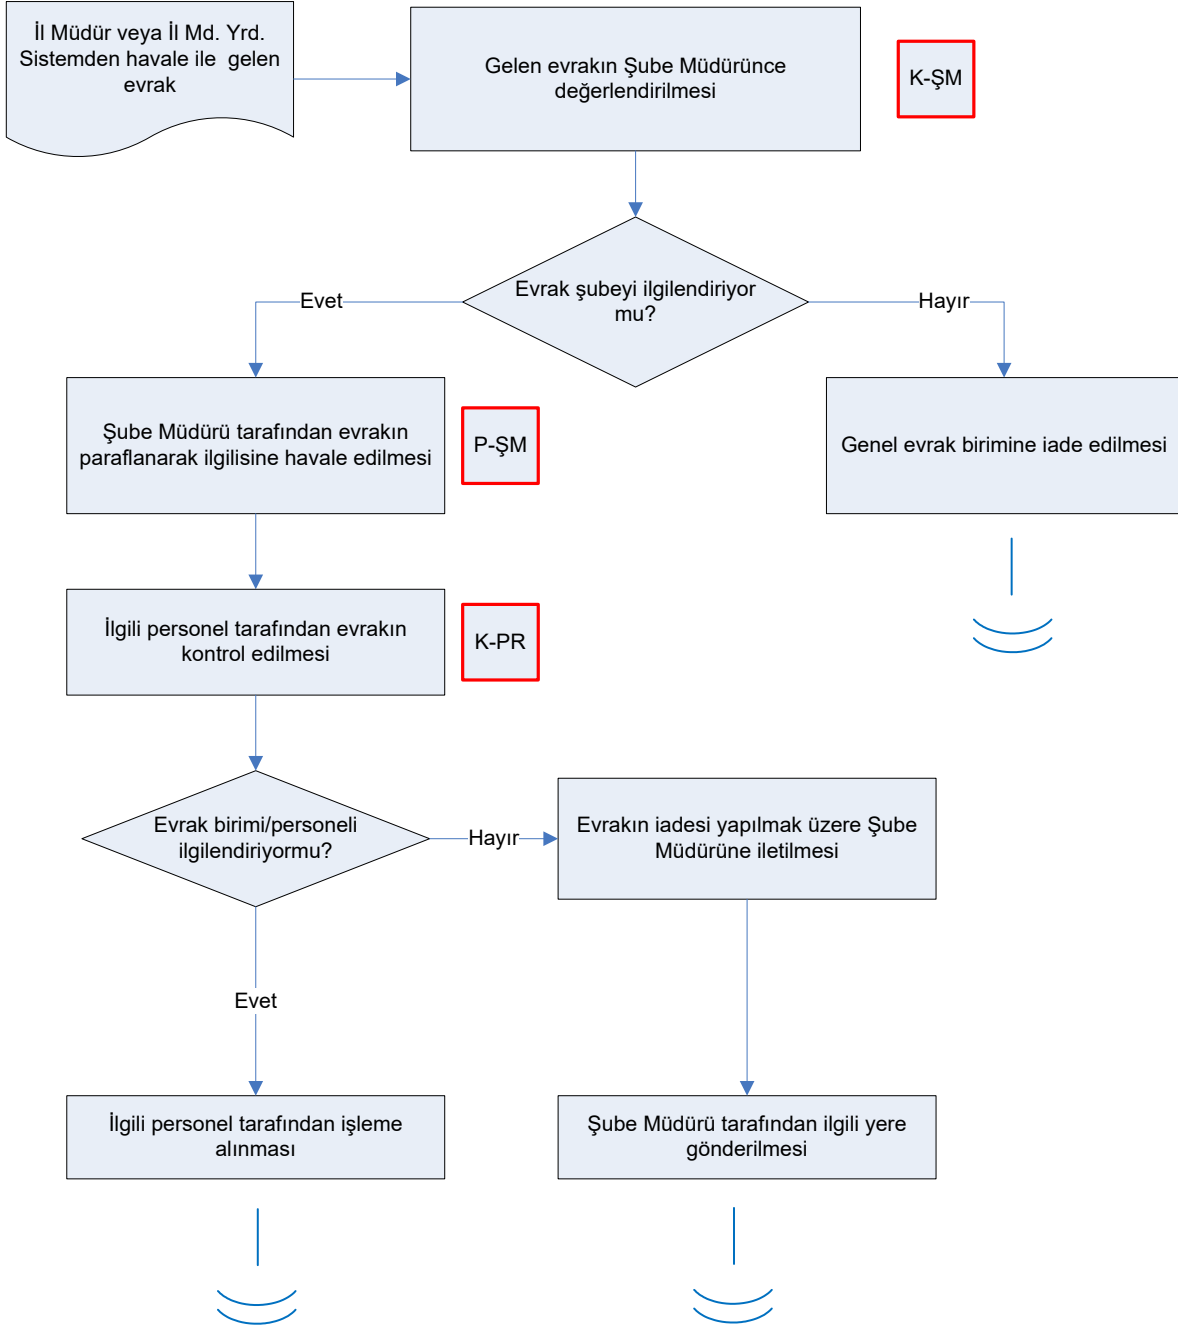 İl Müdür veya İl Md. Yrd.
Sistemden havale ile gelen
evrak
Gelen evrakın Şube Müdürünce
değerlendirilmesi
K-ŞM
Evrak şubeyi ilgilendiriyor
mu?
Evet
Hayır
Şube Müdürü tarafından evrakın
paraflanarak ilgilisine havale edilmesi
P-ŞM
Genel evrak birimine iade edilmesi
İlgili personel tarafından evrakın
kontrol edilmesi
K-PR
Evrak birimi/personeli
ilgilendiriyormu?
Hayır
Evrakın iadesi yapılmak üzere Şube
Müdürüne iletilmesi
Evet
İlgili personel tarafından işleme
alınması
Şube Müdürü tarafından ilgili yere
gönderilmesi